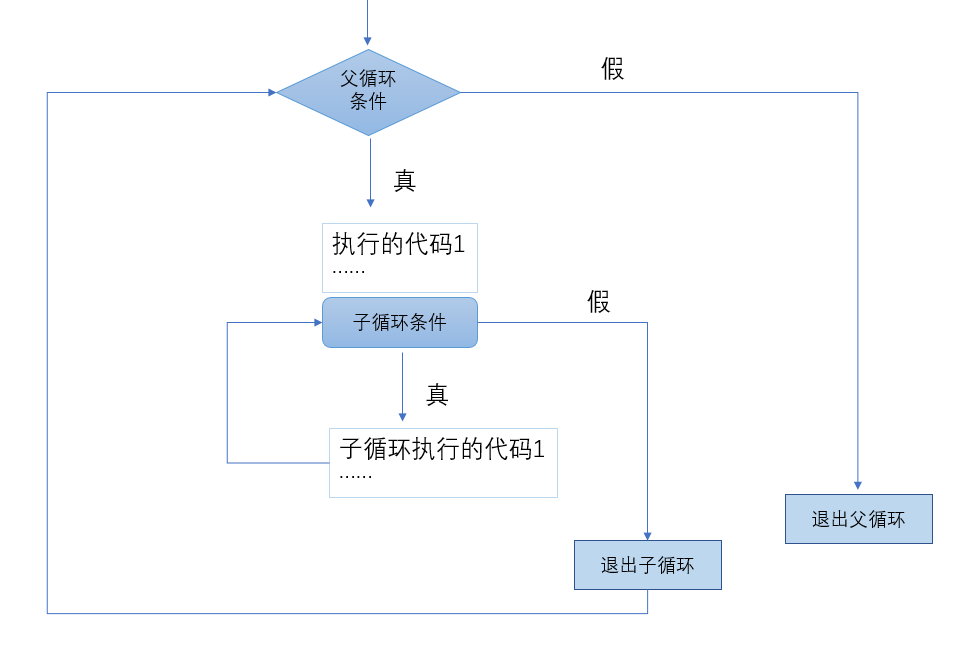 父循环
条件
假
真
执行的代码1
……
子循环条件
假
真
子循环执行的代码1
……
退出父循环
退出子循环